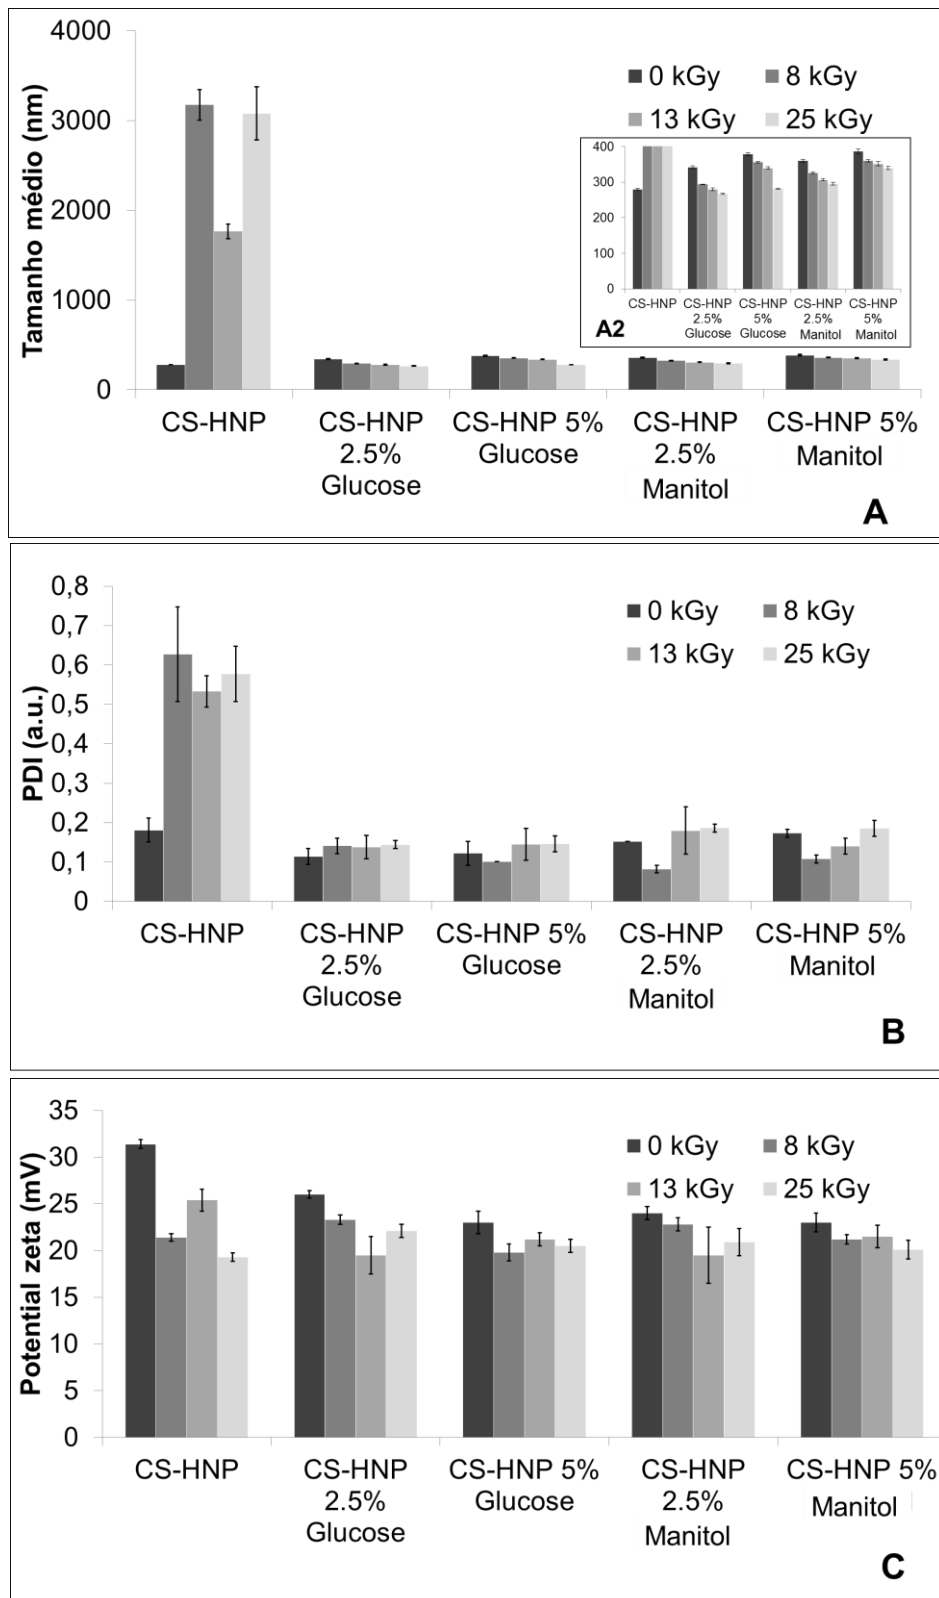 Tamanho médio (nm)
4000
3000
2000
1000
0
0 kGy
8 kGy
13 kGy
25 kGy
400
300
200
100
0
CS-HNP
CS-HNP
2.5%
Glucose
CS-HNP
5%
Glucose
CS-HNP
2.5%
Manitol
CS-HNP
5%
Manitol
A2
CS-HNP
CS-HNP
2.5%
Glucose
CS-HNP 5%
Glucose
CS-HNP
2.5%
Manitol
CS-HNP 5%
Manitol
A
PDI (a.u.)
0,8
0,7
0,6
0,5
0,4
0,3
0,2
0,1
0
0 kGy
8 kGy
13 kGy
25 kGy
CS-HNP
CS-HNP
2.5%
Glucose
CS-HNP 5%
Glucose
CS-HNP
2.5%
Manitol
CS-HNP 5%
Manitol
B
Potential zeta (mV)
35
30
25
20
15
10
5
0
0 kGy
8 kGy
13 kGy
25 kGy
CS-HNP
CS-HNP
2.5%
Glucose
CS-HNP 5%
Glucose
CS-HNP
2.5%
Manitol
CS-HNP 5%
Manitol
C